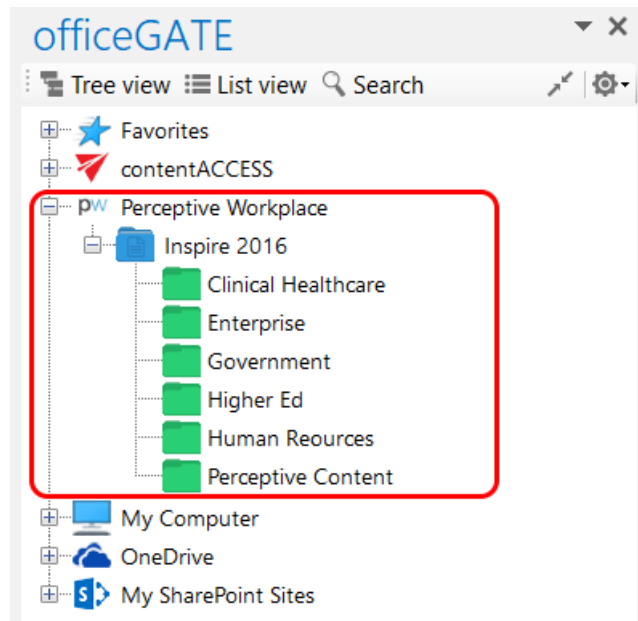 officeGATE
Tree view List view Search
Favorites
contentACCESS
pw Perceptive Workplace
Inspire 2016
Clinical Healthcare
Enterprise
Government
Higher Ed
Human Reources
Perceptive Content
My Computer
OneDrive
S My SharePoint Sites